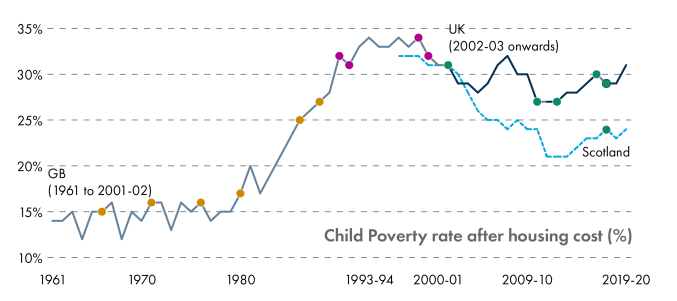 35%
UK
(2002-03 onwards)
30%
25%
Scotland
20%
GB
(1961 to 2001-02)
15%
Child Poverty rate after housing cost (%)
10%
1961 1970 1980 1993-94 2000-01 2009-10 2019-20